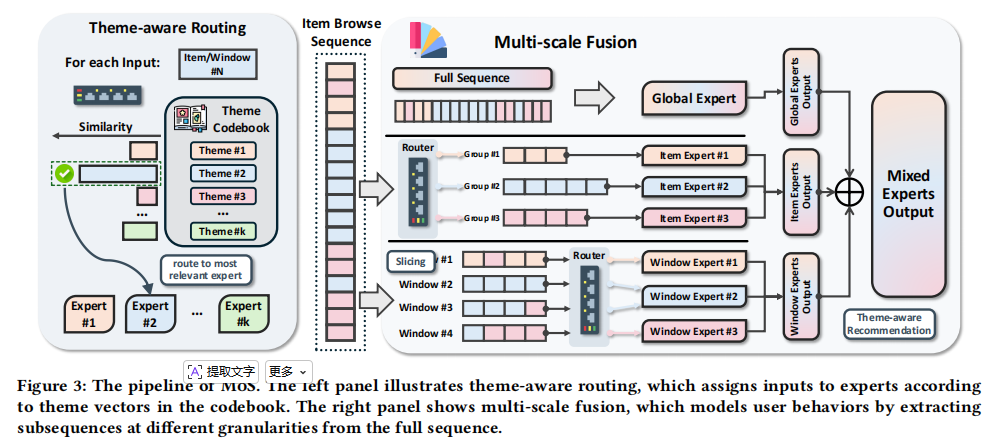 Theme-aware Routing
For each Input:
Item/Window
#N
Similarity
Theme
Codebook
Theme #1
Theme #2
Theme #3
...
Theme#k
...
route to most
relevant expert
Expert
#1
Expert
#2
...
Expert
#k
Item Browse
Sequence
Multi-scale Fusion
Full Sequence
Global Expert
Global Experts
Output
Router
Group #1
Group #2
Group #3
Item Expert #1
Item Expert #2
Item Expert #3
Item Experts
Output
Slicing
#1
Window #2
Window #3
Window #4
Router
Window Expert #1
Window Expert #2
Window Expert #3
Window Experts
Output
Mixed
Experts
Output
Theme-aware
Recommendation
提取文字
更多
Figure 3: The pipeline of MoS. The left panel illustrates theme-aware routing, which assigns inputs to experts according
to theme vectors in the codebook. The right panel shows multi-scale fusion, which models user behaviors by extracting
subsequences at different granularities from the full sequence.